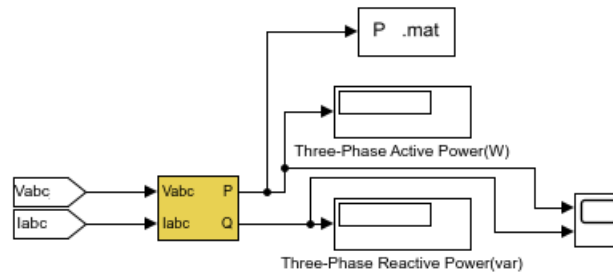 P .mat
Three-Phase Active Power(W)
Vabc
Vabc P
Iabc
Iabc Q
Three-Phase Reactive Power(var)